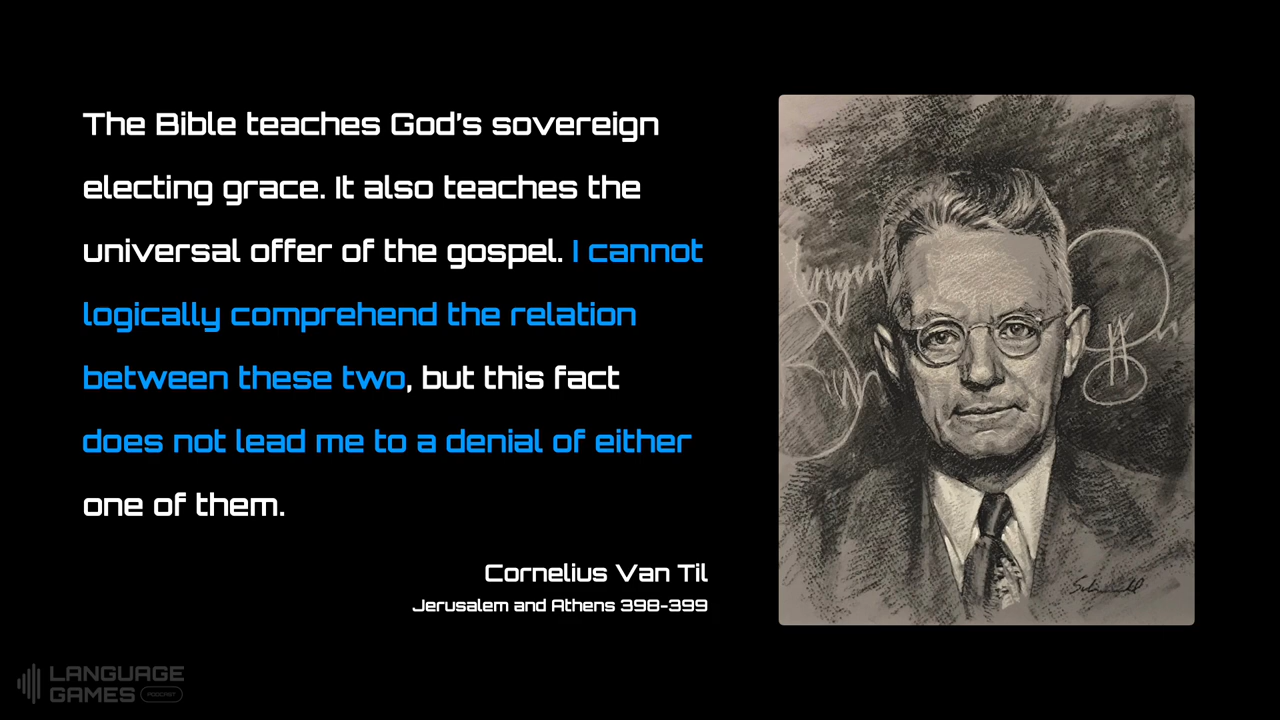 The Bible teaches God's sovereign
electing grace. It also teaches the
universal offer of the gospel. I cannot
logically comprehend the relation
between these two, but this fact
does not lead me to a denial of either
one of them.
Cornelius Van Til
Jerusalem and Athens 398-399
LANGUAGE
GAMES PODCAST